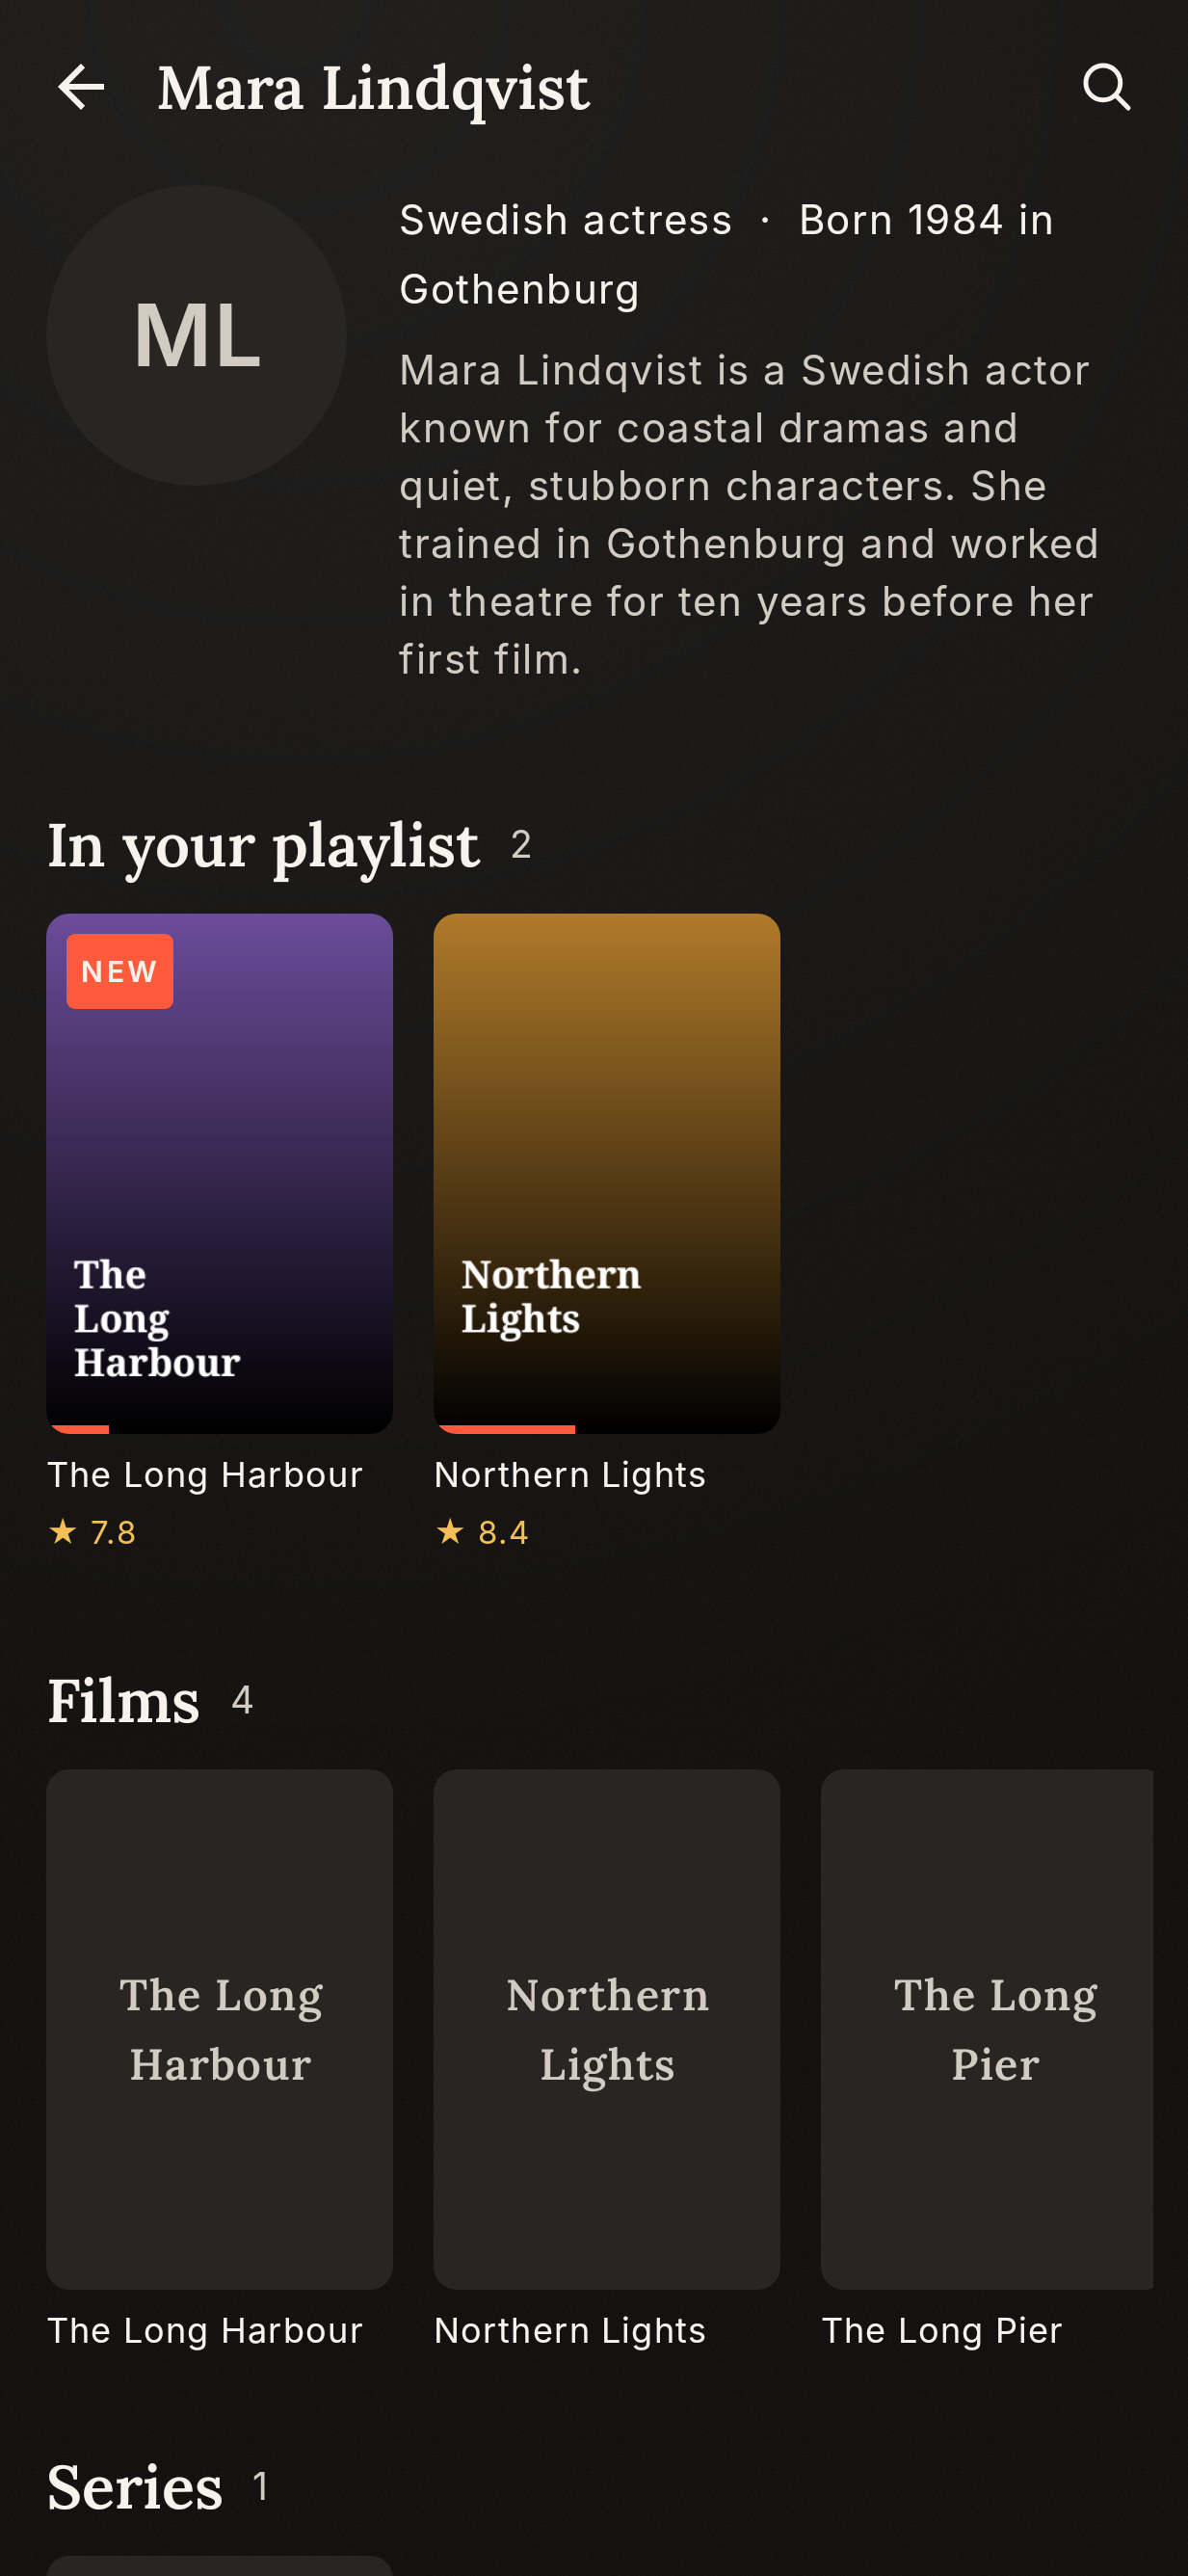 Mara Lindqvist
ML
Swedish actress · Born 1984 in
Gothenburg
Mara Lindqvist is a Swedish actor
known for coastal dramas and
quiet, stubborn characters. She
trained in Gothenburg and worked
in theatre for ten years before her
first film.
In your playlist 2
NEW
The
Long
Harbour
Northern
Lights
The Long Harbour
Northern Lights
★ 7.8
★ 8.4
Films 4
The Long
Harbour
Northern
Lights
The Long
Pier
The Long Harbour
Northern Lights
The Long Pier
Series 1